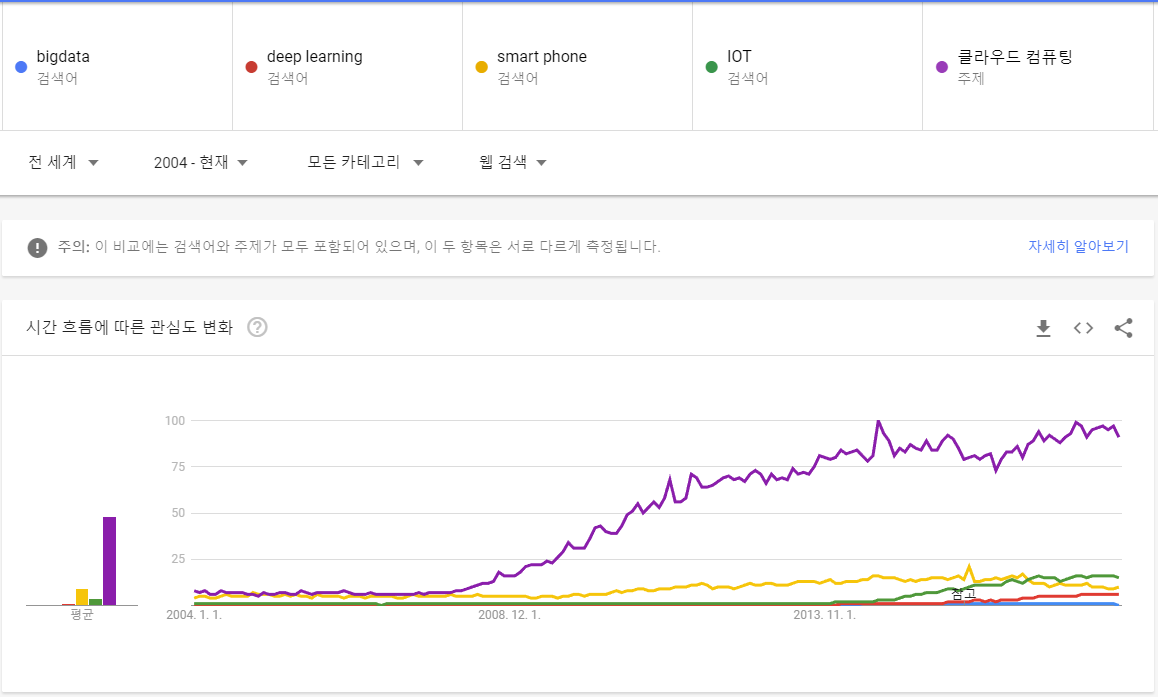 bigdata
검색어
deep learning
검색어
smart phone
검색어
IOT
검색어
클라우드 컴퓨팅
주제
전 세계
2004 - 현재
모든 카테고리
웹 검색
주의: 이 비교에는 검색어와 주제가 모두 포함되어 있으며, 이 두 항목은 서로 다르게 측정됩니다.
자세히 알아보기
시간 흐름에 따른 관심도 변화
100
75
50
25
참고
평균
2004. 1. 1.
2008. 12. 1.
2013. 11. 1.